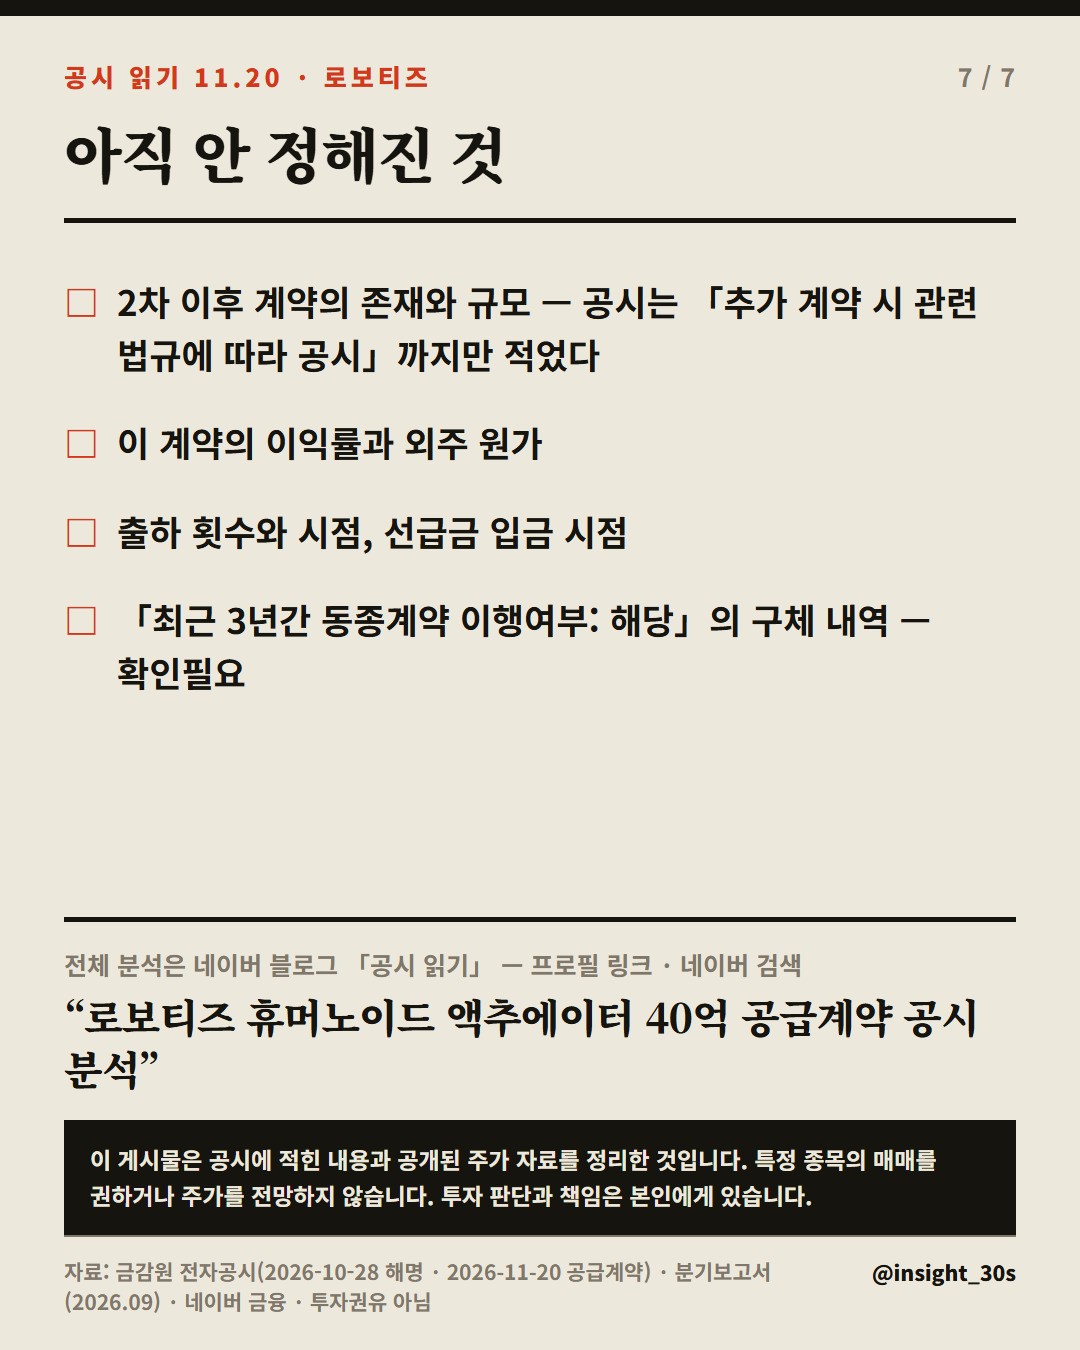 공시 읽기 11.20 · 로보티즈
7 / 7
아직 안 정해진 것
□ 2차 이후 계약의 존재와 규모 — 공시는 「추가 계약 시 관련
법규에 따라 공시」까지만 적었다
□ 이 계약의 이익률과 외주 원가
□ 출하 횟수와 시점, 선급금 입금 시점
□ 「최근 3년간 동종계약 이행여부: 해당」의 구체 내역 —
확인필요
전체 분석은 네이버 블로그 「공시 읽기」 — 프로필 링크 · 네이버 검색
“로보티즈 휴머노이드 액추에이터 40억 공급계약 공시
분석”
이 게시물은 공시에 적힌 내용과 공개된 주가 자료를 정리한 것입니다. 특정 종목의 매매를
권하거나 주가를 전망하지 않습니다. 투자 판단과 책임은 본인에게 있습니다.
자료: 금감원 전자공시(2026-10-28 해명 · 2026-11-20 공급계약) · 분기보고서
(2026.09) · 네이버 금융 · 투자권유 아님
@insight_30s